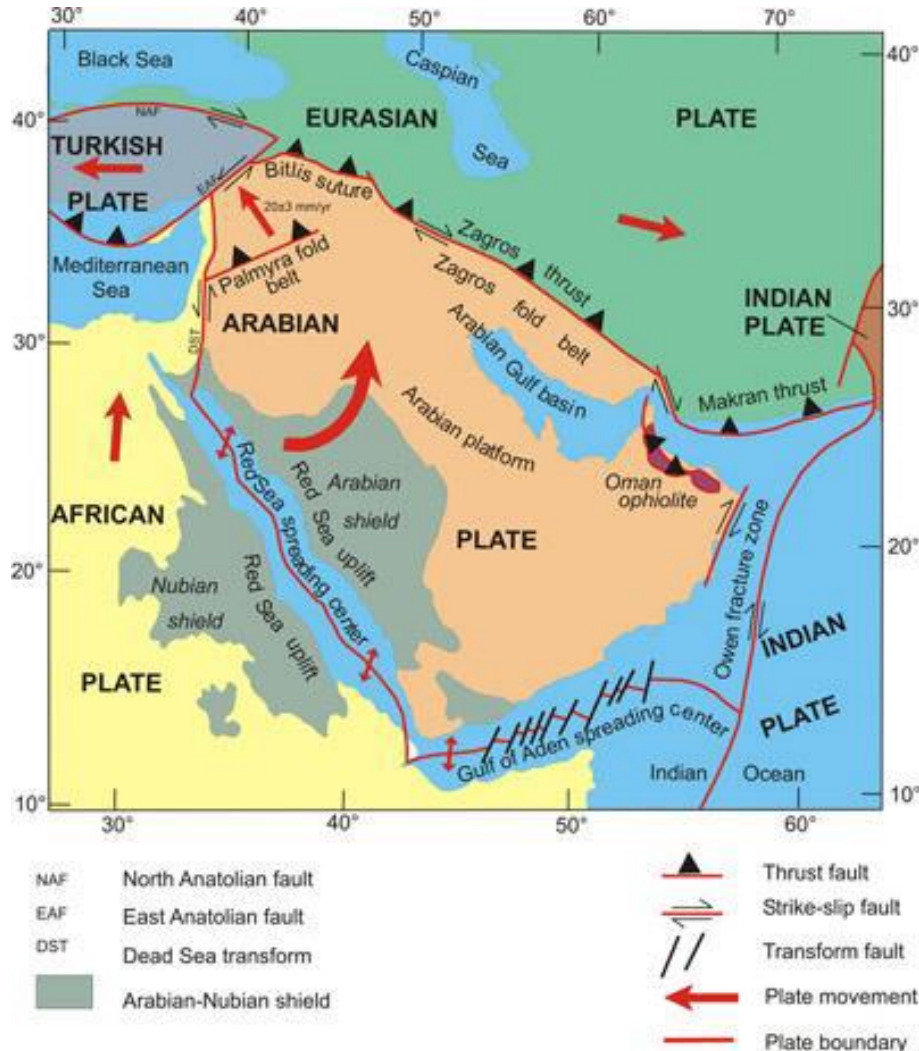 30° 40° 50° 60° 70°
Black Sea
Caspian
Sea
40°
40°
NAF
EURASIAN
PLATE
TURKISH
PLATE
EAF
Bitlis suture
20±3 mm/yr
Zagros thrust
Mediterranean
Sea
Palmyra fold
belt
Zagros fold belt
INDIAN
PLATE
30°
30°
DST
ARABIAN
Arabian Gulf basin
Makran thrust
Arabian platform
Red Sea spreading center
Red Sea uplift
Arabian
shield
Oman
ophiolite
AFRICAN
PLATE
20°
20°
Nubian
shield
Red Sea uplift
Owen fracture zone
INDIAN
PLATE
PLATE
Gulf of Aden spreading center
Indian Ocean
10°
10°
30° 40° 50° 60°
NAF North Anatolian fault
EAF East Anatolian fault
DST Dead Sea transform
Arabian-Nubian shield
Thrust fault
Strike-slip fault
Transform fault
Plate movement
Plate boundary